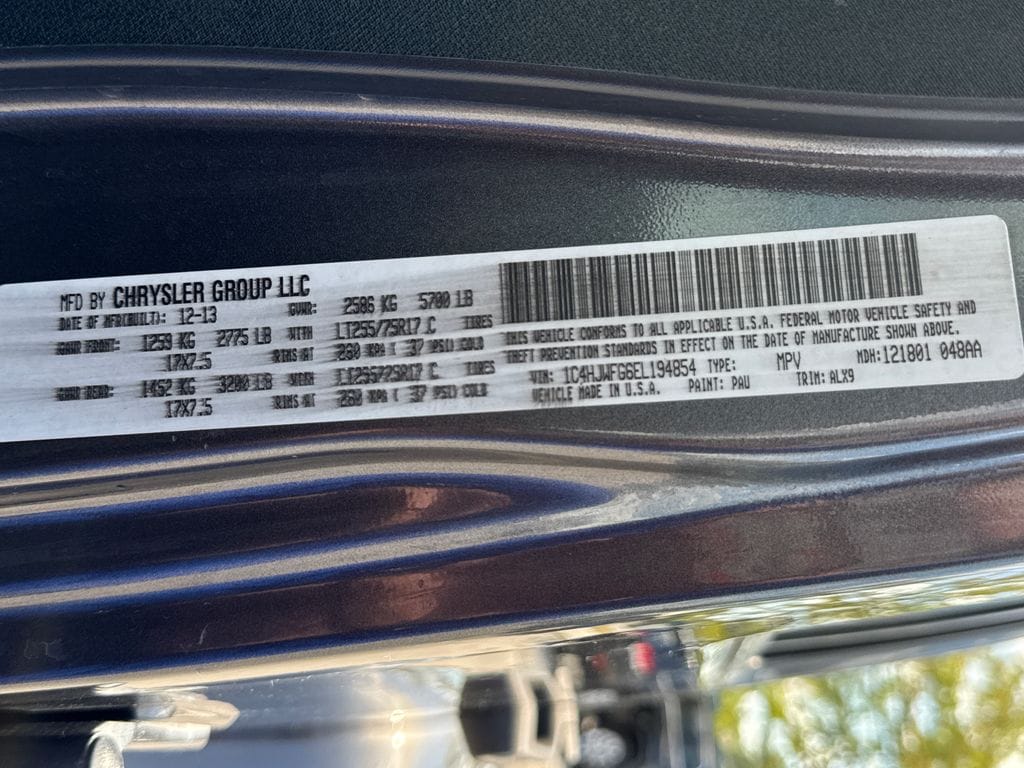 MFD BY CHRYSLER GROUP LLC
DATE OF MFR(BUILT): 12-13 GVWR: 2586 KG 5700 LB
GAWR FRONT: 1259 KG 2775 LB WITH LT255/75R17 C TIRES
17X7.5 RIMS AT 260 KPA ( 37 PSI) COLD
GAWR REAR: 1452 KG 3200 LB WITH LT255/75R17 C TIRES
17X7.5 RIMS AT 260 KPA ( 37 PSI) COLD
THIS VEHICLE CONFORMS TO ALL APPLICABLE U.S.A. FEDERAL MOTOR VEHICLE SAFETY AND
THEFT PREVENTION STANDARDS IN EFFECT ON THE DATE OF MANUFACTURE SHOWN ABOVE.
VIN: 1C4HJWFG6EL194854 TYPE: MPV MDH: 121801 048AA
VEHICLE MADE IN U.S.A. PAINT: PAU TRIM: ALX9